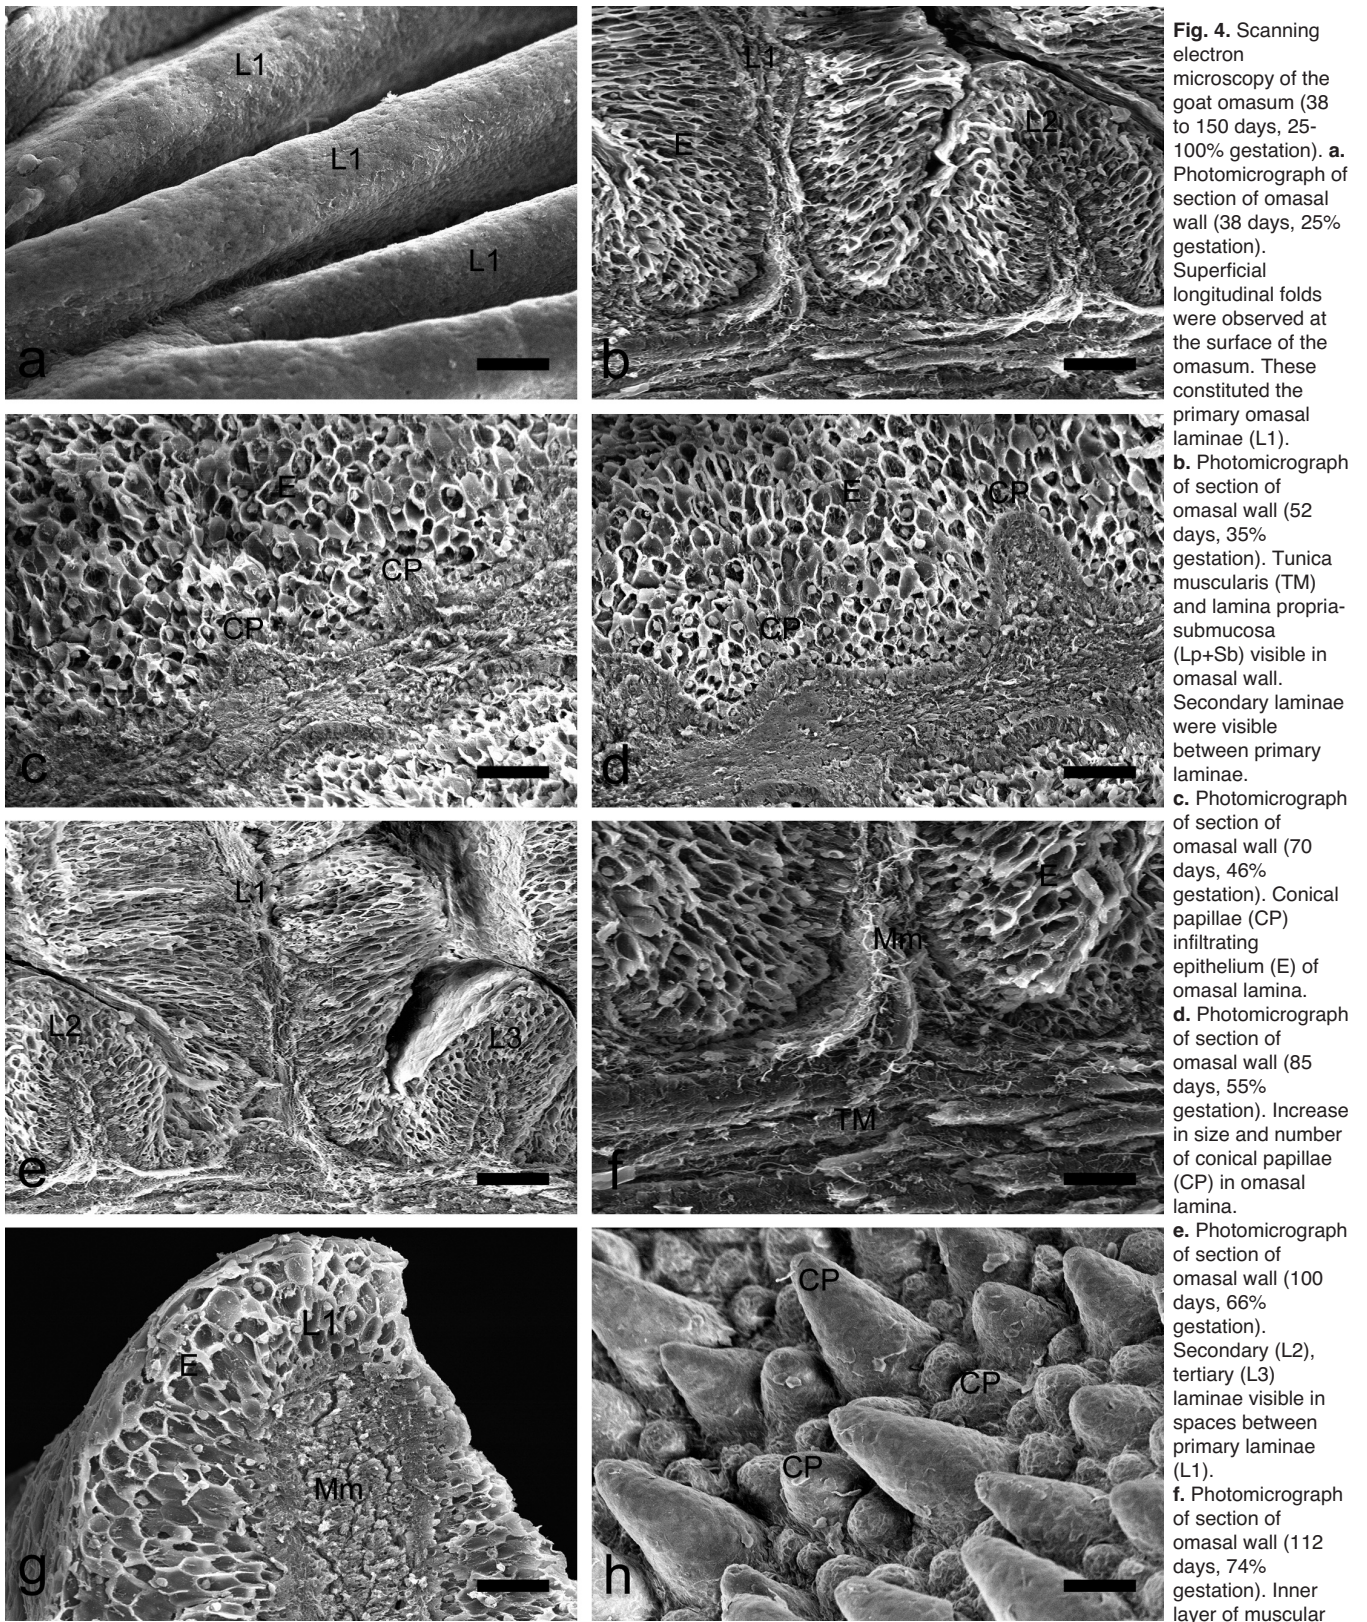 L1
L1
L1
a
L1
E
L2
b
E
CP
CP
c
E
CP
CP
d
L1
L2
L3
e
E
Mm
TM
f
L1
E
Mm
g
CP
CP
CP
h
Fig. 4. Scanning
electron
microscopy of the
goat omasum (38
to 150 days, 25-
100% gestation). a.
Photomicrograph of
section of omasal
wall (38 days, 25%
gestation).
Superficial
longitudinal folds
were observed at
the surface of the
omasum. These
constituted the
primary omasal
laminae (L1).
b. Photomicrograph
of section of
omasal wall (52
days, 35%
gestation). Tunica
muscularis (TM)
and lamina propria-
submucosa
(Lp+Sb) visible in
omasal wall.
Secondary laminae
were visible
between primary
laminae.
c. Photomicrograph
of section of
omasal wall (70
days, 46%
gestation). Conical
papillae (CP)
infiltrating
epithelium (E) of
omasal lamina.
d. Photomicrograph
of section of
omasal wall (85
days, 55%
gestation). Increase
in size and number
of conical papillae
(CP) in omasal
lamina.
e. Photomicrograph
of section of
omasal wall (100
days, 66%
gestation).
Secondary (L2),
tertiary (L3)
laminae visible in
spaces between
primary laminae
(L1).
f. Photomicrograph
of section of
omasal wall (112
days, 74%
gestation). Inner
layer of muscular